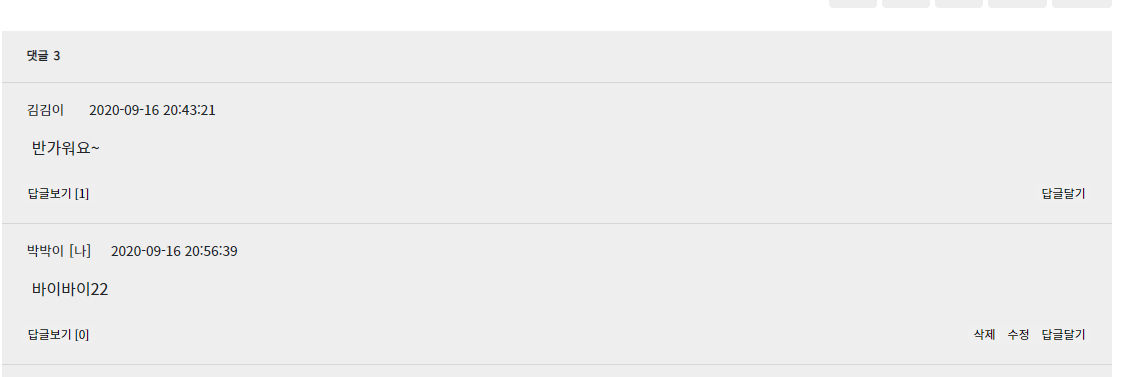 댓글 3
김김이 2020-09-16 20:43:21
반가워요~
답글보기 [1] 답글달기
박박이 [나] 2020-09-16 20:56:39
바이바이22
답글보기 [0] 삭제 수정 답글달기